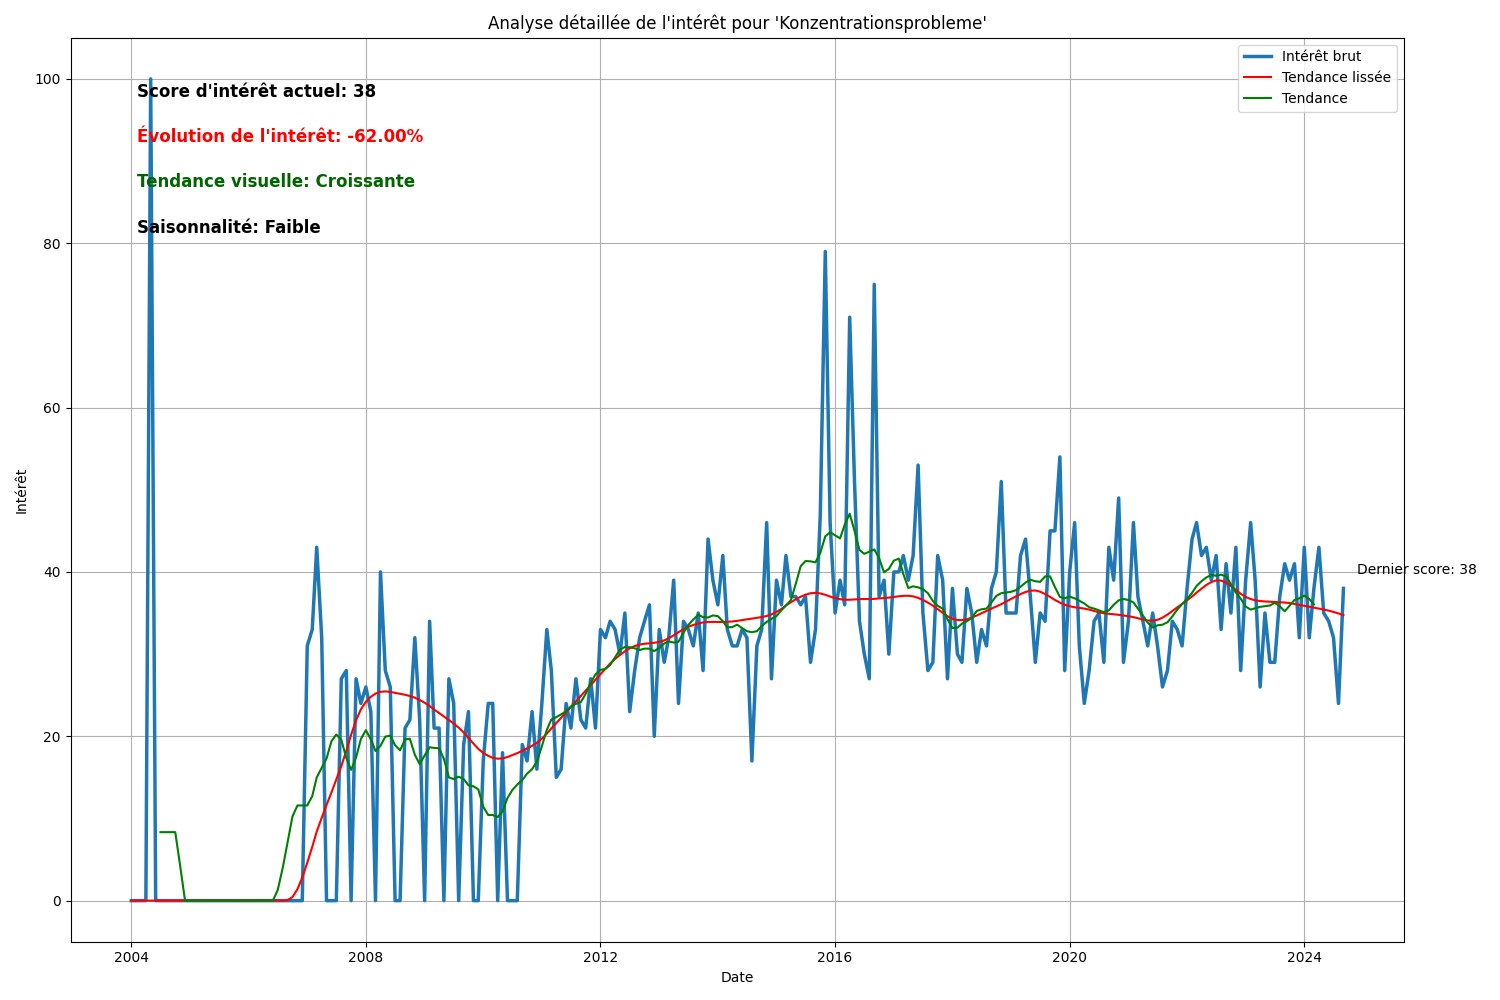 Analyse détaillée de l'intérêt pour 'Konzentrationsprobleme'
Intérêt brut
Tendance lissée
Tendance
Score d'intérêt actuel: 38
Évolution de l'intérêt: -62.00%
Tendance visuelle: Croissante
Saisonnalité: Faible
Dernier score: 38
Intérêt
100
80
60
40
20
0
2004
2008
2012
2016
2020
2024
Date